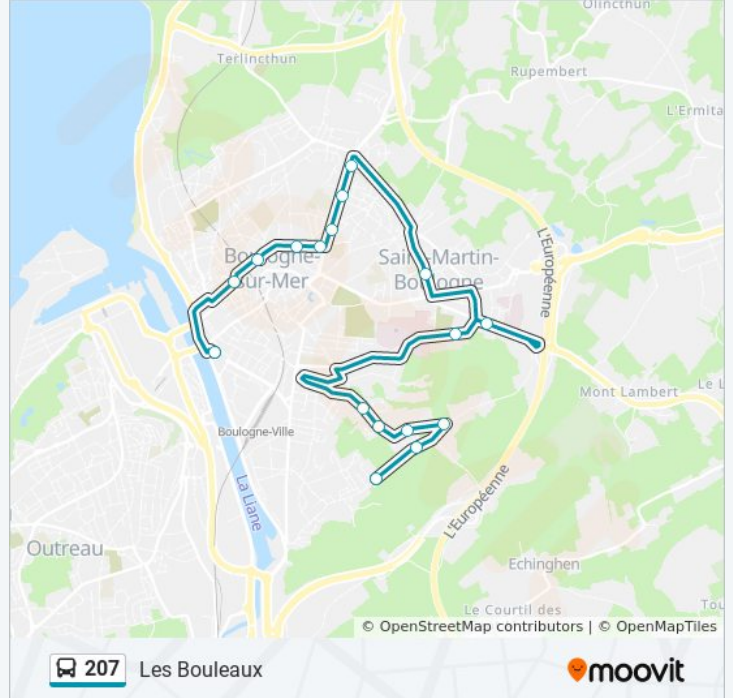 Olincthun
Terlincthun
Rupembert
L'Ermita
L'Européenne
Boulogne-
Sur-Mer
Saint-Martin-
Boulogne
Mont Lambert
Le L
Boulogne-Ville
La Liane
L'Européenne
Outreau
Echinghen
Le Courtil des
Tou
© OpenStreetMap contributors | © OpenMapTiles
207 Les Bouleaux
moovit